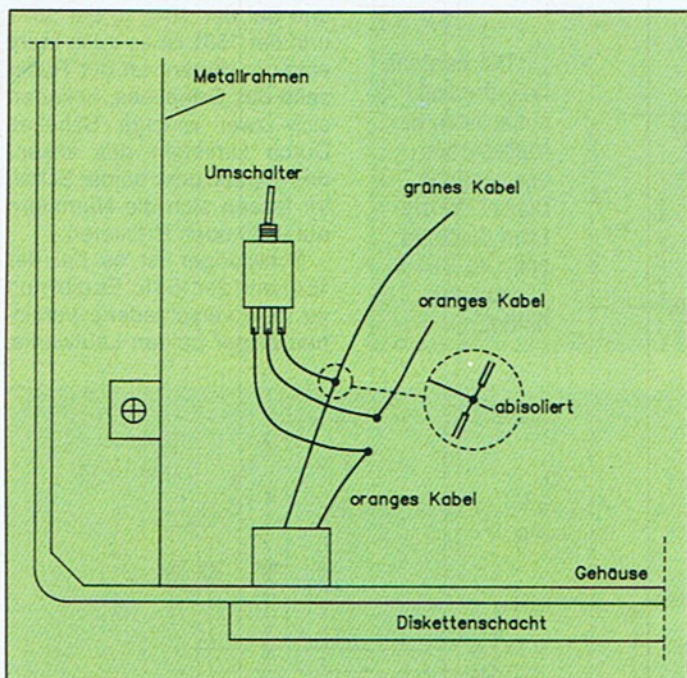 Metallrahmen
Umschalter
grünes Kabel
oranges Kabel
abisoliert
oranges Kabel
Gehäuse
Diskettenschacht